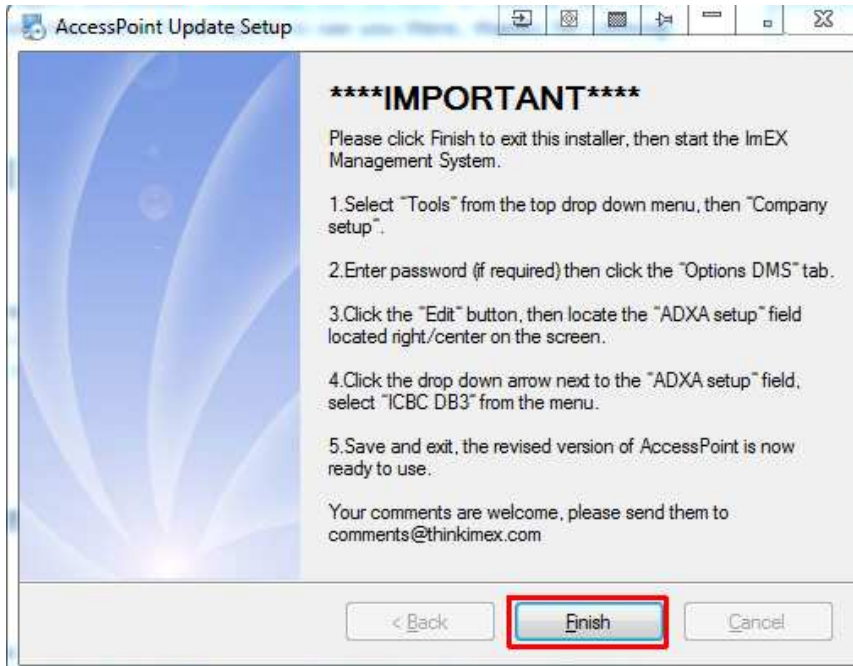 AccessPoint Update Setup
****IMPORTANT****
Please click Finish to exit this installer, then start the ImEX
Management System.
1.Select "Tools" from the top drop down menu, then "Company
setup".
2.Enter password (if required) then click the "Options DMS" tab.
3.Click the "Edit" button, then locate the "ADXA setup" field
located right/center on the screen.
4.Click the drop down arrow next to the "ADXA setup" field,
select "ICBC DB3" from the menu.
5.Save and exit, the revised version of AccessPoint is now
ready to use.
Your comments are welcome, please send them to
comments@thinkimex.com
< Back Finish Cancel